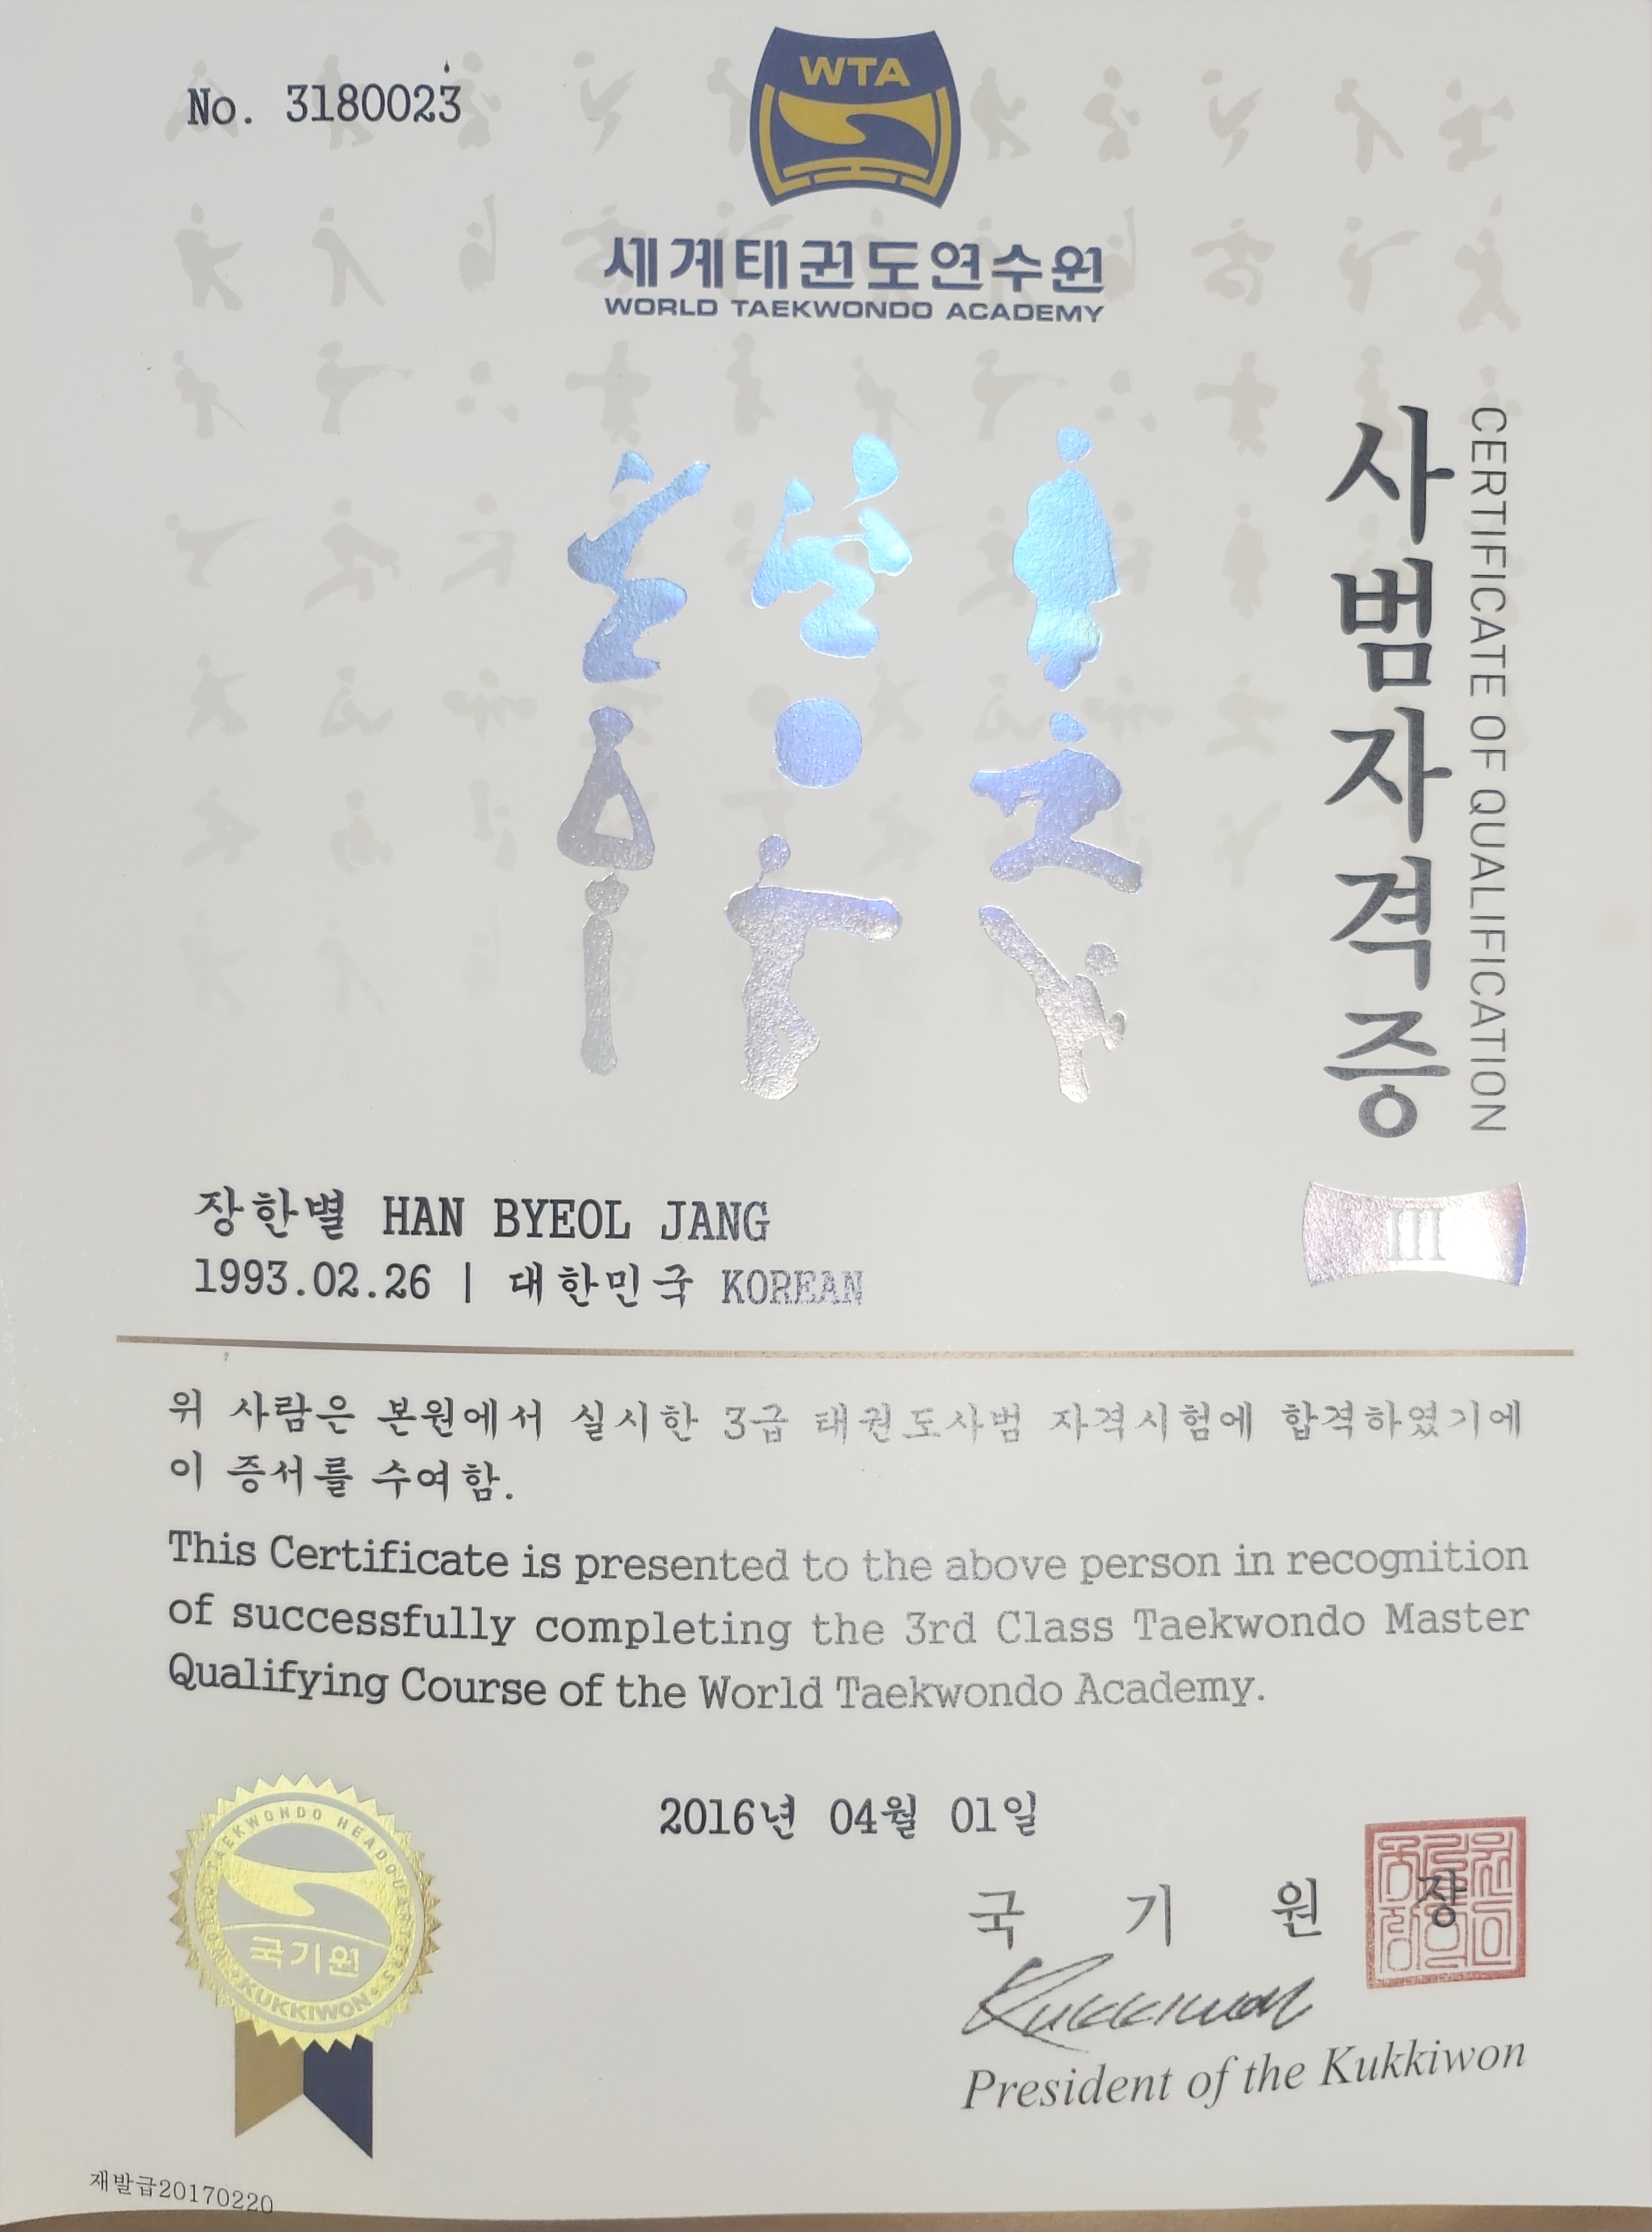 No. 3180023
WTA
세계태권도연수원
WORLD TAEKWONDO ACADEMY
사범자격증
CERTIFICATE OF QUALIFICATION
III
장한별 HAN BYEOL JANG
1993.02.26 | 대한민국 KOREAN
위 사람은 본원에서 실시한 3급 태권도사범 자격시험에 합격하였기에
이 증서를 수여함.
This Certificate is presented to the above person in recognition
of successfully completing the 3rd Class Taekwondo Master
Qualifying Course of the World Taekwondo Academy.
2016년 04월 01일
국 기 원 장
Kukkiwon
President of the Kukkiwon
WORLD TAEKWONDO HEADQUARTERS
국기원
KUKKIWON
재발급20170220